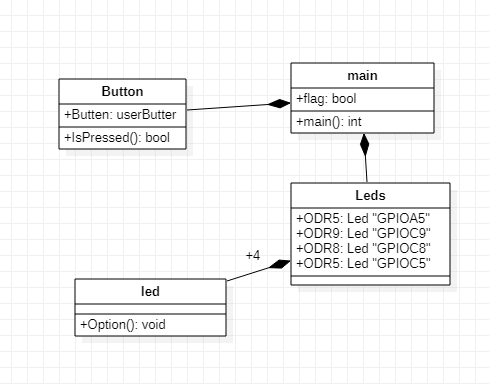 Button
+Butten: userButter
+IsPressed(): bool
main
+flag: bool
+main(): int
Leds
+ODR5: Led "GPIOA5"
+ODR9: Led "GPIOC9"
+ODR8: Led "GPIOC8"
+ODR5: Led "GPIOC5"
+4
led
+Option(): void